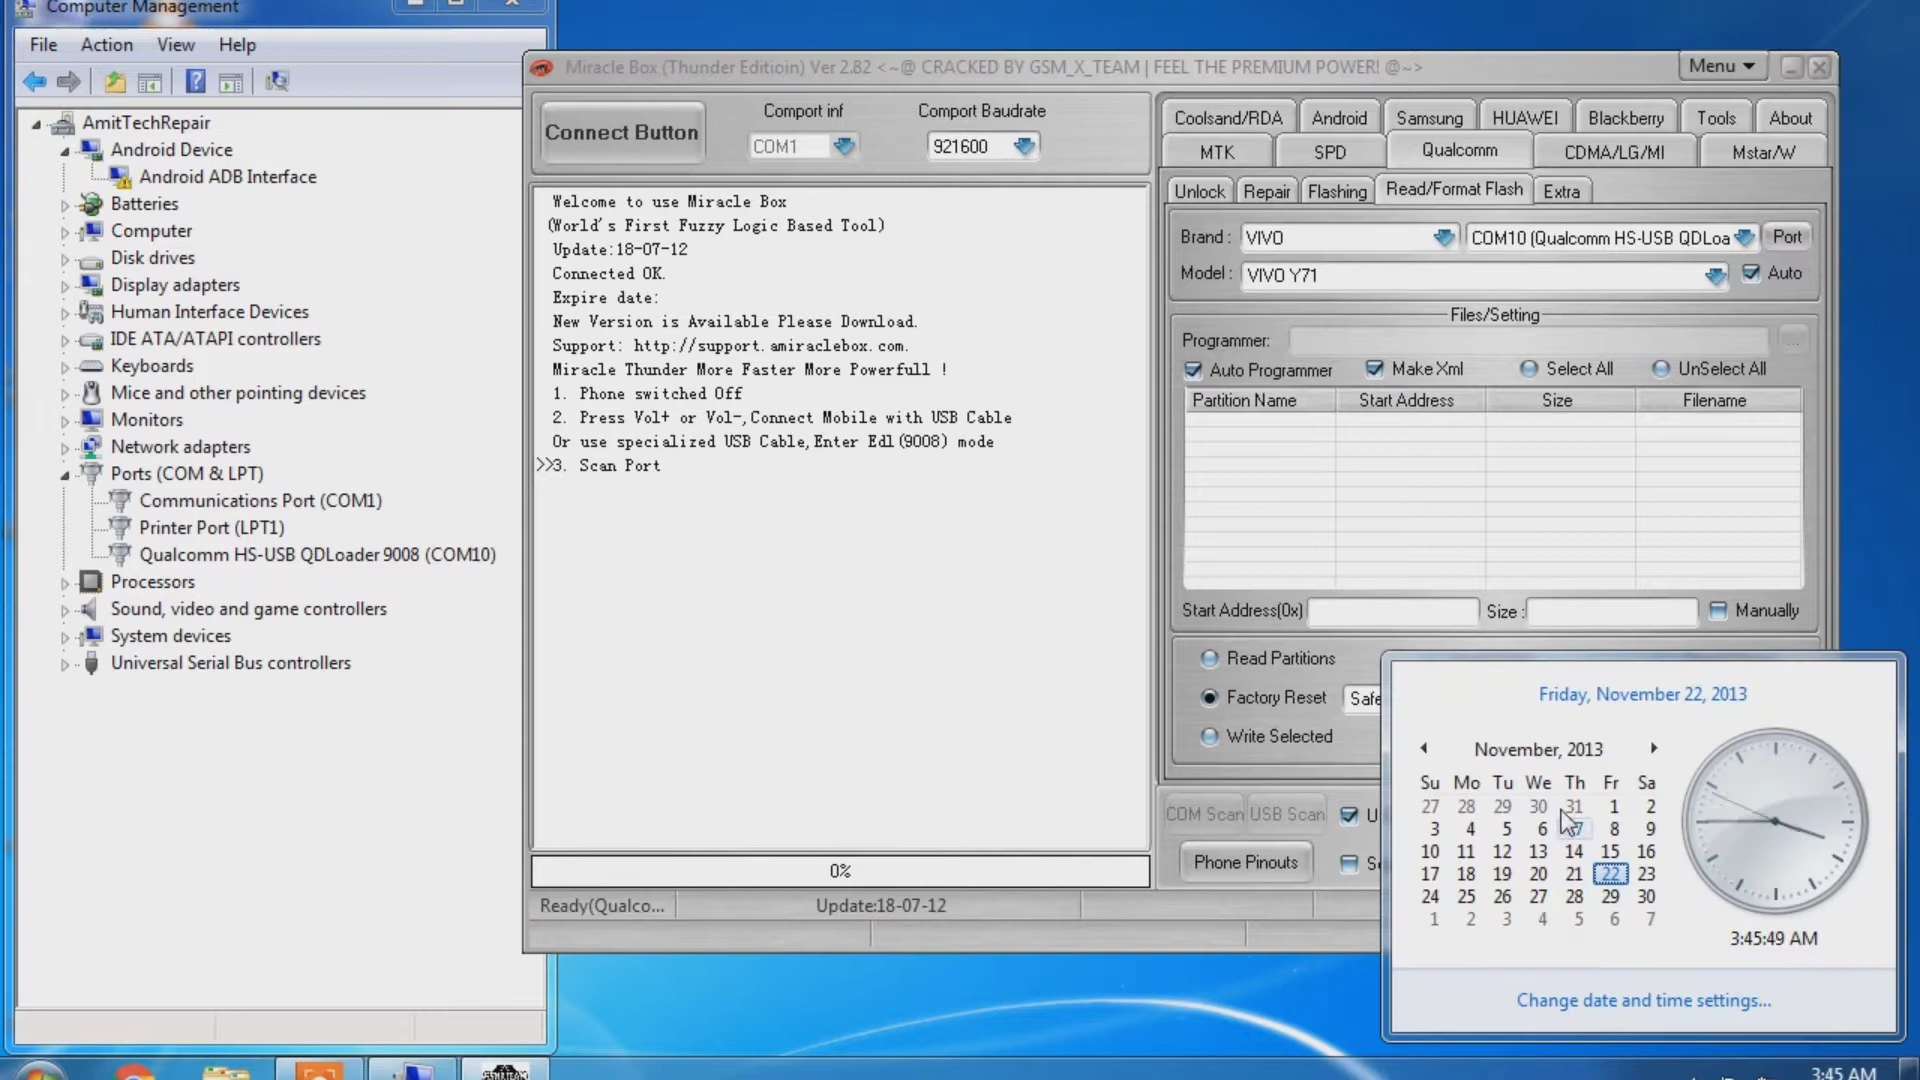 Computer Management
File Action View Help
AmitTechRepair
Android Device
Android ADB Interface
Batteries
Computer
Disk drives
Display adapters
Human Interface Devices
IDE ATA/ATAPI controllers
Keyboards
Mice and other pointing devices
Monitors
Network adapters
Ports (COM & LPT)
Communications Port (COM1)
Printer Port (LPT1)
Qualcomm HS-USB QDLoader 9008 (COM10)
Processors
Sound, video and game controllers
System devices
Universal Serial Bus controllers
Miracle Box (Thunder Editioin) Ver 2.82 <~@ CRACKED BY GSM_X_TEAM | FEEL THE PREMIUM POWER! @~>
Menu
Connect Button
Comport inf
COM1
Comport Baudrate
921600
Welcome to use Miracle Box
(World's First Fuzzy Logic Based Tool)
Update:18-07-12
Connected OK.
Expire date:
New Version is Available Please Download.
Support: http://support.amiraclebox.com.
Miracle Thunder More Faster More Powerfull !
1. Phone switched Off
2. Press Vol+ or Vol-,Connect Mobile with USB Cable
Or use specialized USB Cable,Enter Edl(9008) mode
>>3. Scan Port
0%
Ready(Qualco...
Update:18-07-12
Coolsand/RDA Android Samsung HUAWEI Blackberry Tools About
MTK SPD Qualcomm CDMA/LG/MI Mstar/W
Unlock Repair Flashing Read/Format Flash Extra
Brand: VIVO COM10 (Qualcomm HS-USB QDLoa Port
Model: VIVO Y71 Auto
Files/Setting
Programmer: ...
Auto Programmer Make Xml Select All UnSelect All
Partition Name Start Address Size Filename
Start Address(0x) Size: Manually
Read Partitions
Factory Reset Safe
Write Selected
COM Scan USB Scan U
Phone Pinouts
Friday, November 22, 2013
November, 2013
Su Mo Tu We Th Fr Sa
27 28 29 30 31 1 2
3 4 5 6 7 8 9
10 11 12 13 14 15 16
17 18 19 20 21 22 23
24 25 26 27 28 29 30
1 2 3 4 5 6 7
3:45:49 AM
Change date and time settings...
3:45 AM